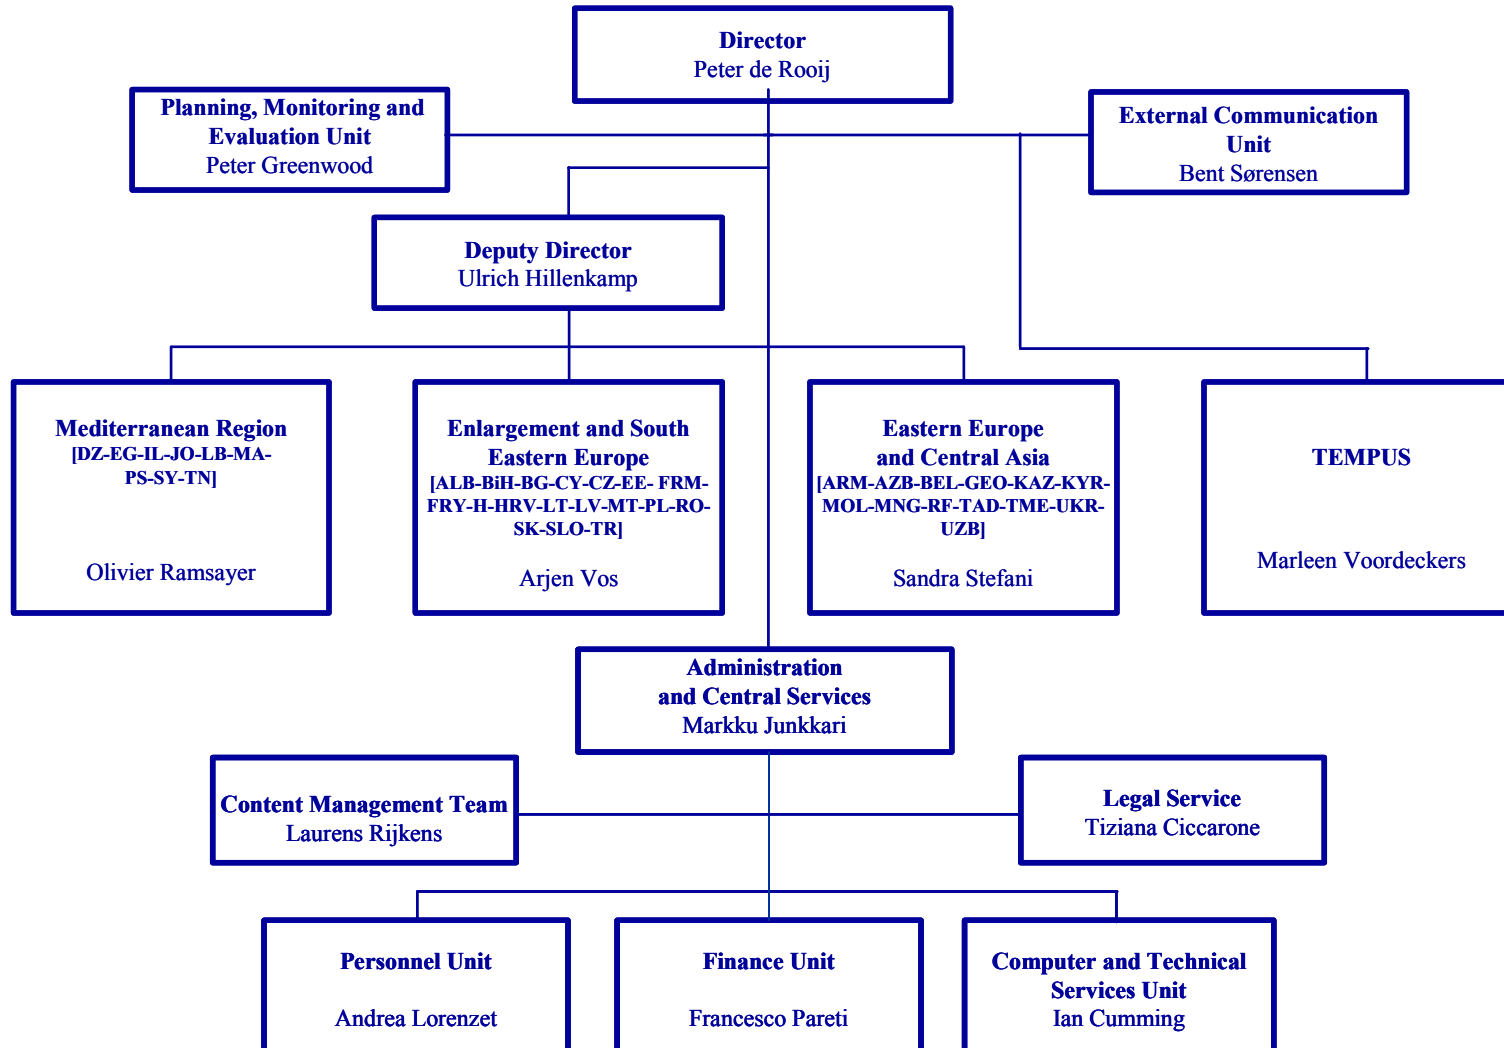 Director
Peter de Rooij
Planning, Monitoring and
Evaluation Unit
Peter Greenwood
External Communication
Unit
Bent Sørensen
Deputy Director
Ulrich Hillenkamp
Mediterranean Region
[DZ-EG-IL-JO-LB-MA-
PS-SY-TN]
Olivier Ramsayer
Enlargement and South
Eastern Europe
[ALB-BiH-BG-CY-CZ-EE- FRM-
FRY-H-HRV-LT-LV-MT-PL-RO-
SK-SLO-TR]
Arjen Vos
Eastern Europe
and Central Asia
[ARM-AZB-BEL-GEO-KAZ-KYR-
MOL-MNG-RF-TAD-TME-UKR-
UZB]
Sandra Stefani
TEMPUS
Marleen Voordeckers
Administration
and Central Services
Markku Junkkari
Content Management Team
Laurens Rijkens
Legal Service
Tiziana Ciccarone
Personnel Unit
Andrea Lorenzet
Finance Unit
Francesco Pareti
Computer and Technical
Services Unit
Ian Cumming